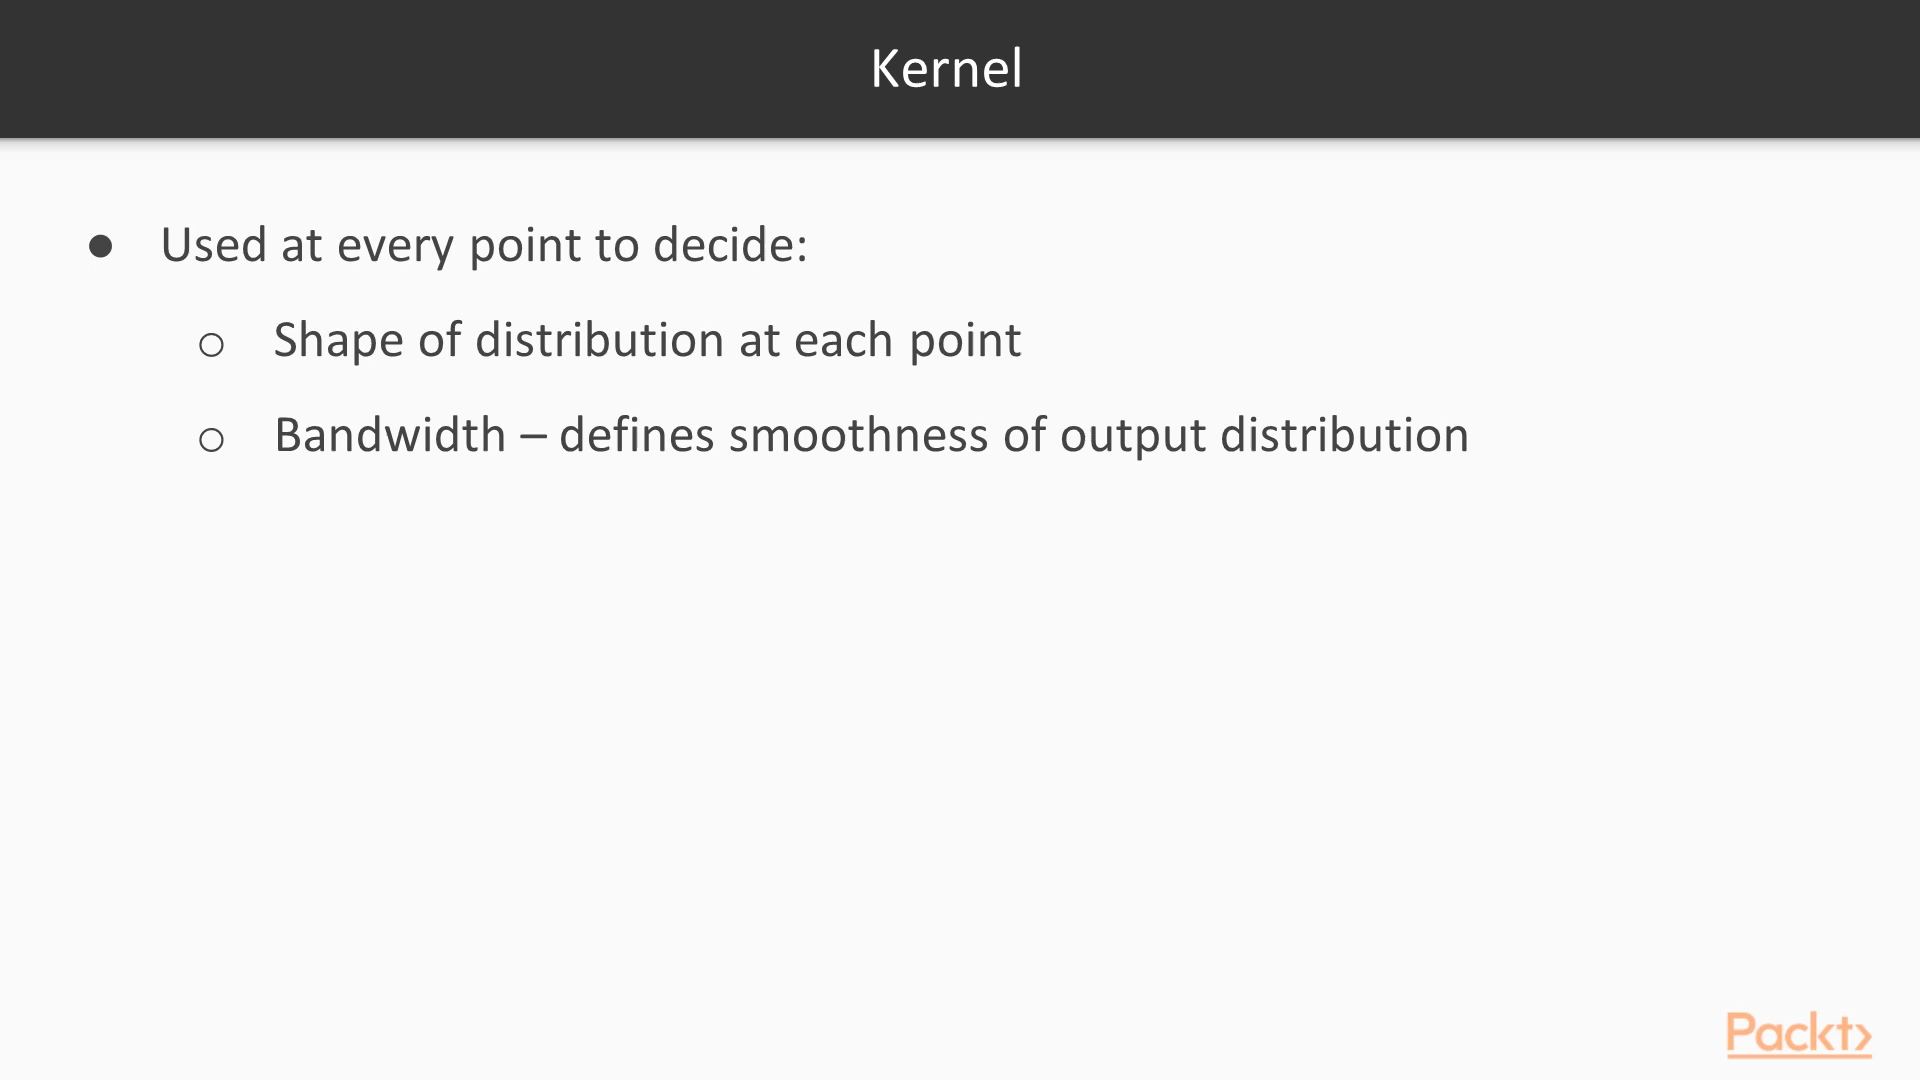 Kernel
● Used at every point to decide:
○ Shape of distribution at each point
○ Bandwidth – defines smoothness of output distribution
Packt>